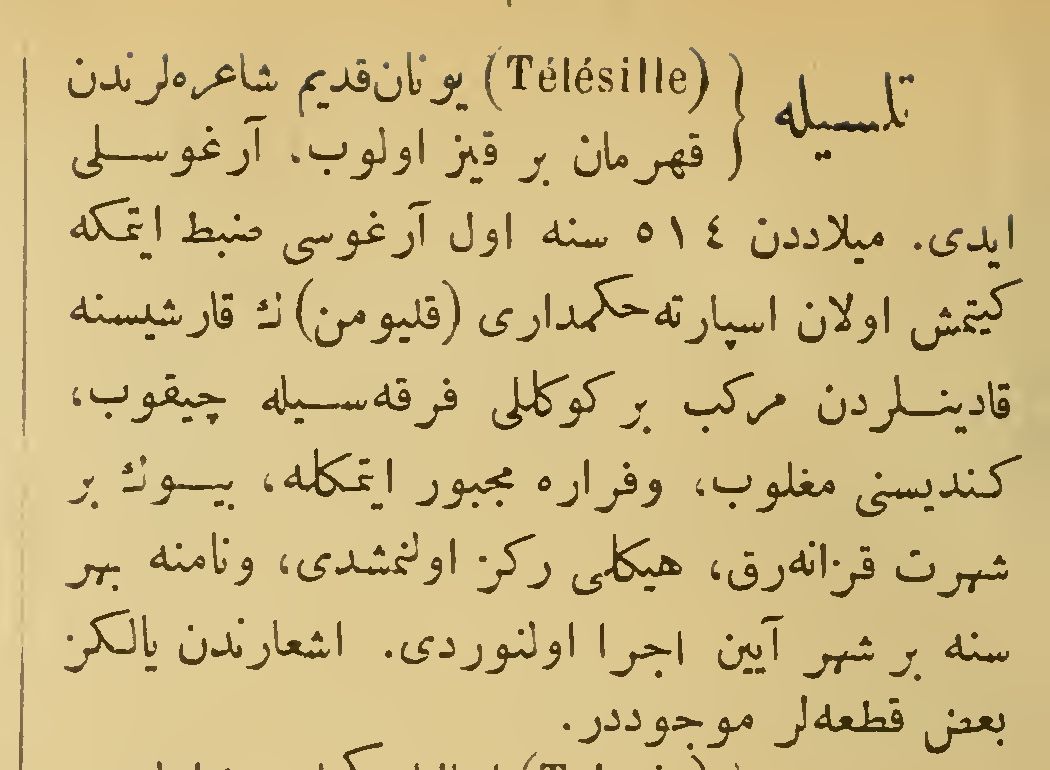 تلسیله } (Télésille) یونان قدیم شاعره‌لرندن
قهرمان بر قیز اولوب، آرغوسلی
ایدی. میلاددن ٥١٤ سنه اول آرغوسی ضبط ایتمکه
کیتمش اولان اسپارته حکمداری (قلیومن) ڭ قارشیسنه
قادینلردن مرکب بر کوکللی فرقه‌سیله چیقوب،
کندیسنی مغلوب، وفراره مجبور ایتمکله، بیوڭ بر
شهرت قزانه‌رق، هیکلی رکز اولنمشدی، ونامنه بهر
سنه بر شهر آیین اجرا اولنوردی. اشعارندن یالکز
بعض قطعه‌لر موجوددر.